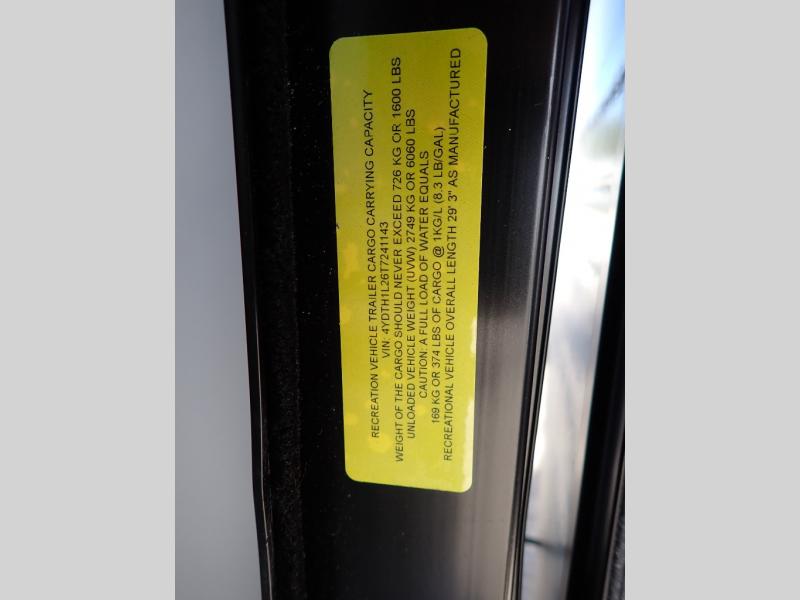 RECREATION VEHICLE TRAILER CARGO CARRYING CAPACITY
VIN: 4YDTH1L26T7241143
WEIGHT OF THE CARGO SHOULD NEVER EXCEED 726 KG OR 1600 LBS
UNLOADED VEHICLE WEIGHT (UVW) 2749 KG OR 6060 LBS
CAUTION: A FULL LOAD OF WATER EQUALS
169 KG OR 374 LBS OF CARGO @ 1KG/L (8.3 LB/GAL)
RECREATIONAL VEHICLE OVERALL LENGTH 29' 3" AS MANUFACTURED